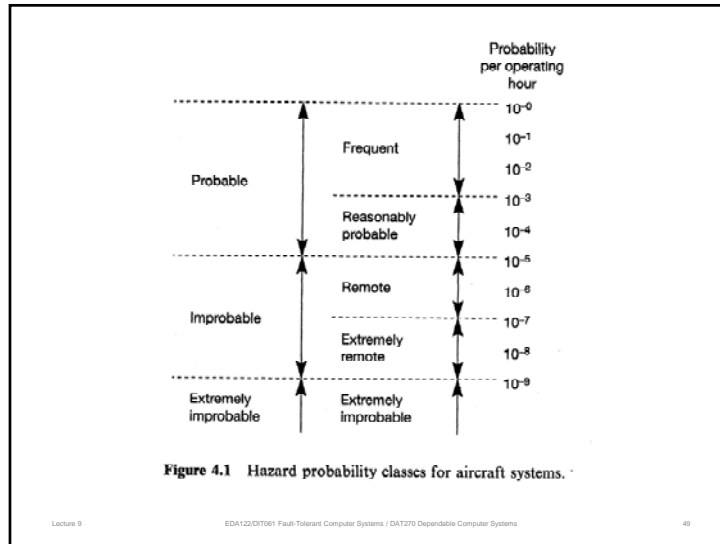 Probability
per operating
hour
10⁻⁰
10⁻¹
Frequent
10⁻²
Probable
10⁻³
Reasonably
probable
10⁻⁴
10⁻⁵
Remote
10⁻⁶
Improbable
10⁻⁷
Extremely
remote
10⁻⁸
10⁻⁹
Extremely
improbable
Extremely
improbable
Figure 4.1 Hazard probability classes for aircraft systems.
Lecture 9
EDA122/DIT061 Fault-Tolerant Computer Systems / DAT270 Dependable Computer Systems
49